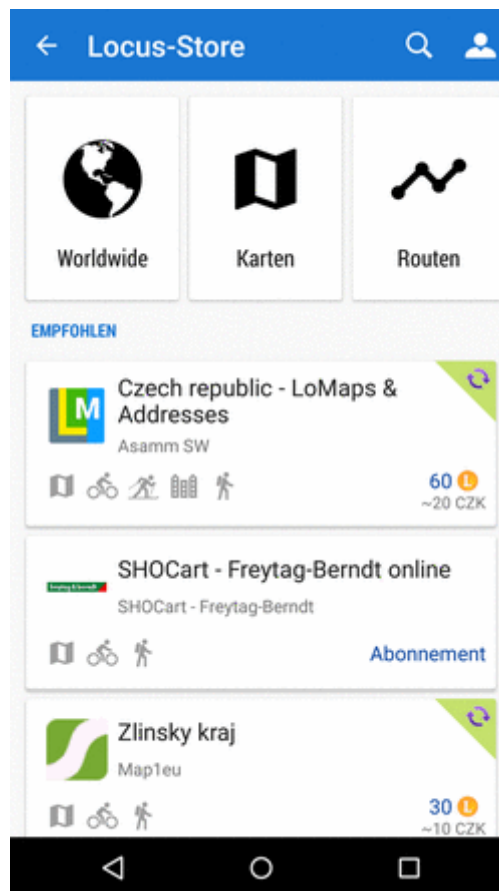 Locus-Store
Worldwide
Karten
Routen
EMPFOHLEN
Czech republic - LoMaps &
Addresses
Asamm SW
60 L
~20 CZK
SHOCart - Freytag-Berndt online
SHOCart - Freytag-Berndt
Abonnement
Zlinsky kraj
Map1eu
30 L
~10 CZK